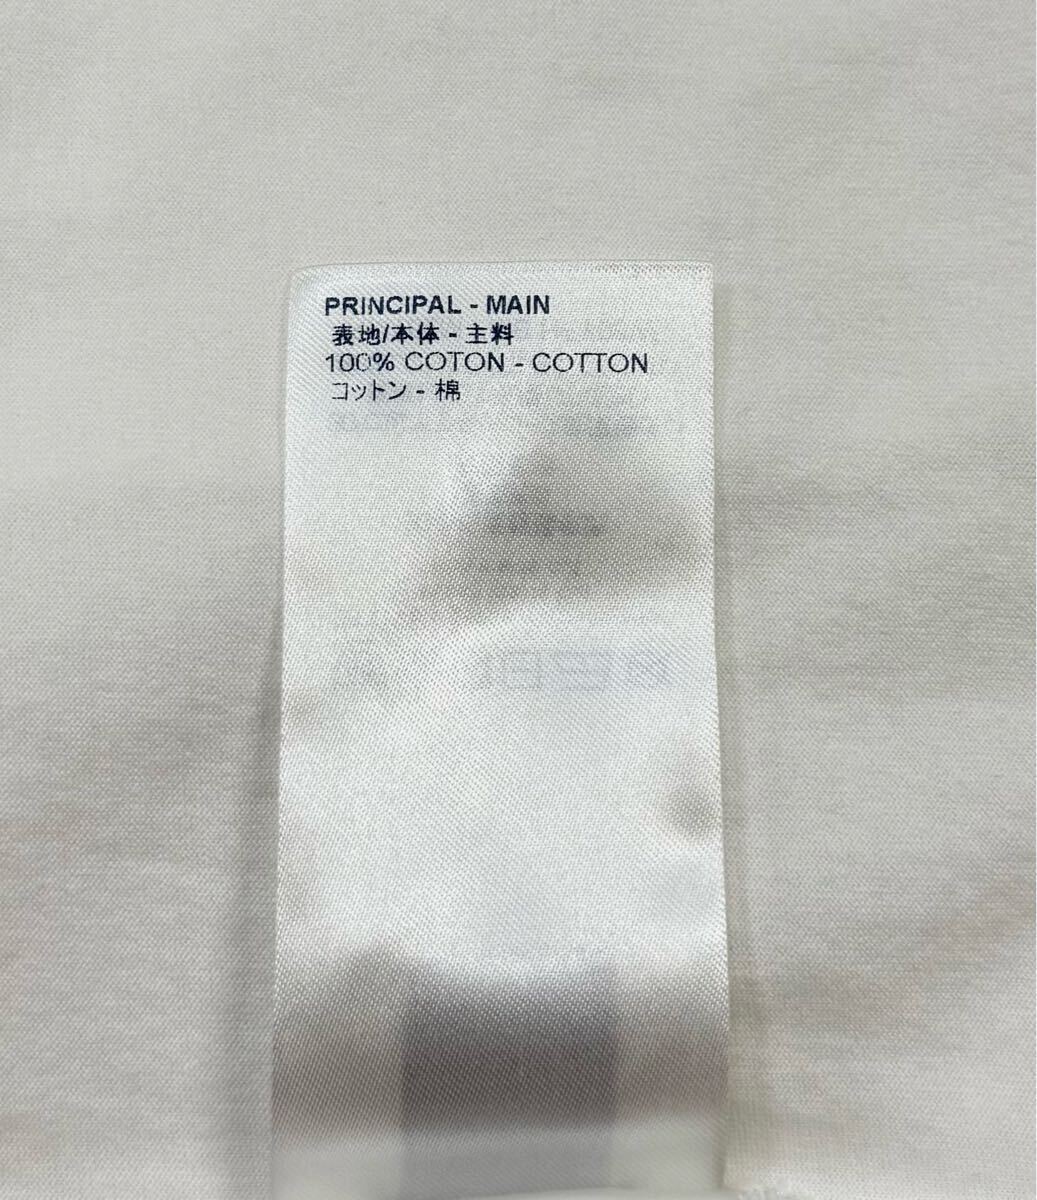 PRINCIPAL - MAIN
表地/本体 - 主料
100% COTON - COTTON
コットン - 棉